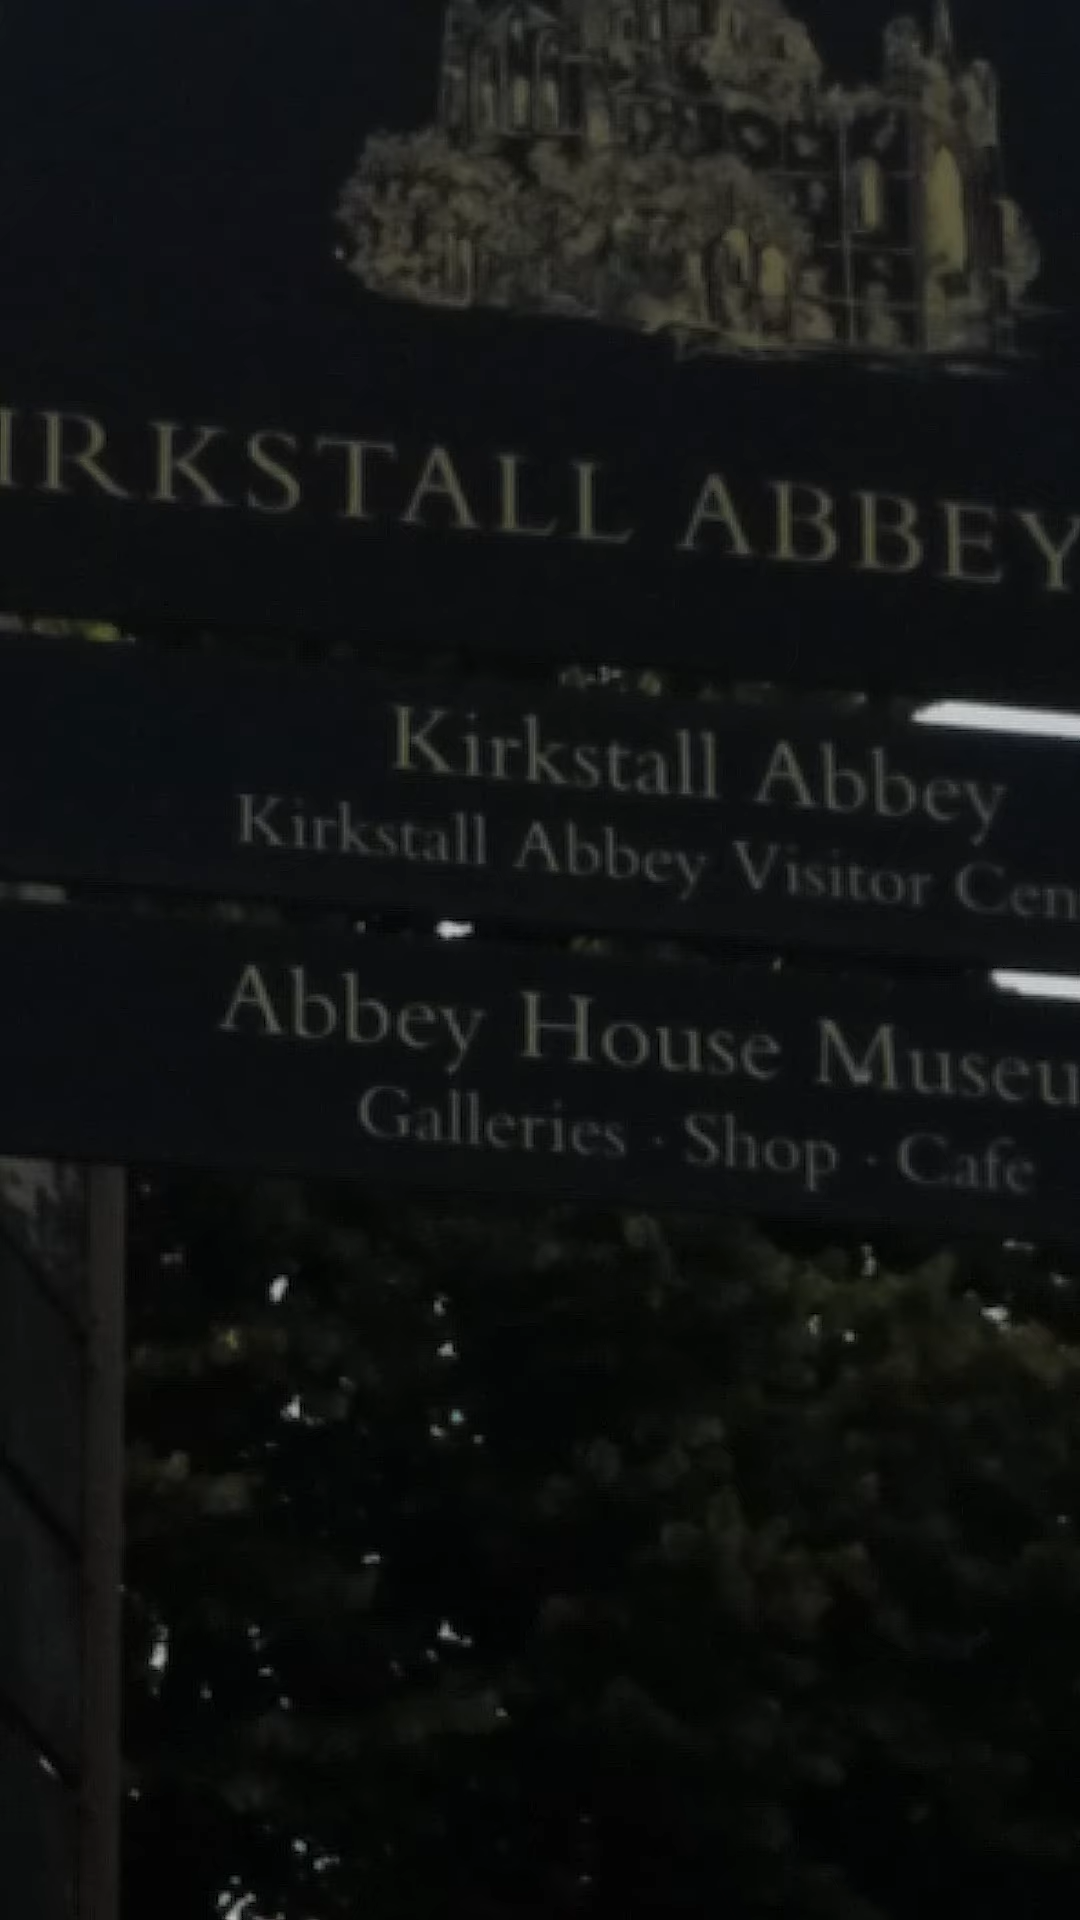 IRKSTALL ABBEY
Kirkstall Abbey
Kirkstall Abbey Visitor Cen
Abbey House Museu
Galleries · Shop · Cafe